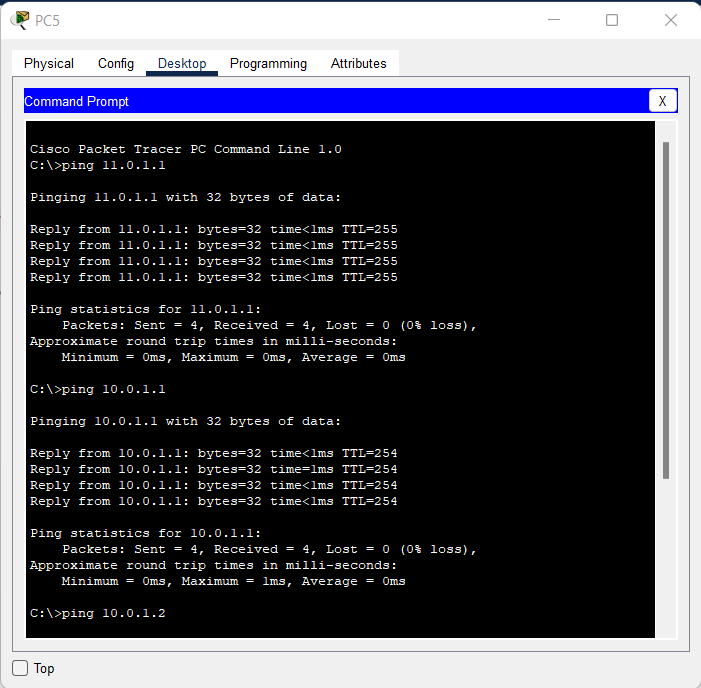 PC5
Physical Config Desktop Programming Attributes
Command Prompt X
Cisco Packet Tracer PC Command Line 1.0
C:\>ping 11.0.1.1
Pinging 11.0.1.1 with 32 bytes of data:
Reply from 11.0.1.1: bytes=32 time<1ms TTL=255
Reply from 11.0.1.1: bytes=32 time<1ms TTL=255
Reply from 11.0.1.1: bytes=32 time<1ms TTL=255
Reply from 11.0.1.1: bytes=32 time<1ms TTL=255
Ping statistics for 11.0.1.1:
Packets: Sent = 4, Received = 4, Lost = 0 (0% loss),
Approximate round trip times in milli-seconds:
Minimum = 0ms, Maximum = 0ms, Average = 0ms
C:\>ping 10.0.1.1
Pinging 10.0.1.1 with 32 bytes of data:
Reply from 10.0.1.1: bytes=32 time<1ms TTL=254
Reply from 10.0.1.1: bytes=32 time=1ms TTL=254
Reply from 10.0.1.1: bytes=32 time<1ms TTL=254
Reply from 10.0.1.1: bytes=32 time<1ms TTL=254
Ping statistics for 10.0.1.1:
Packets: Sent = 4, Received = 4, Lost = 0 (0% loss),
Approximate round trip times in milli-seconds:
Minimum = 0ms, Maximum = 1ms, Average = 0ms
C:\>ping 10.0.1.2
Top